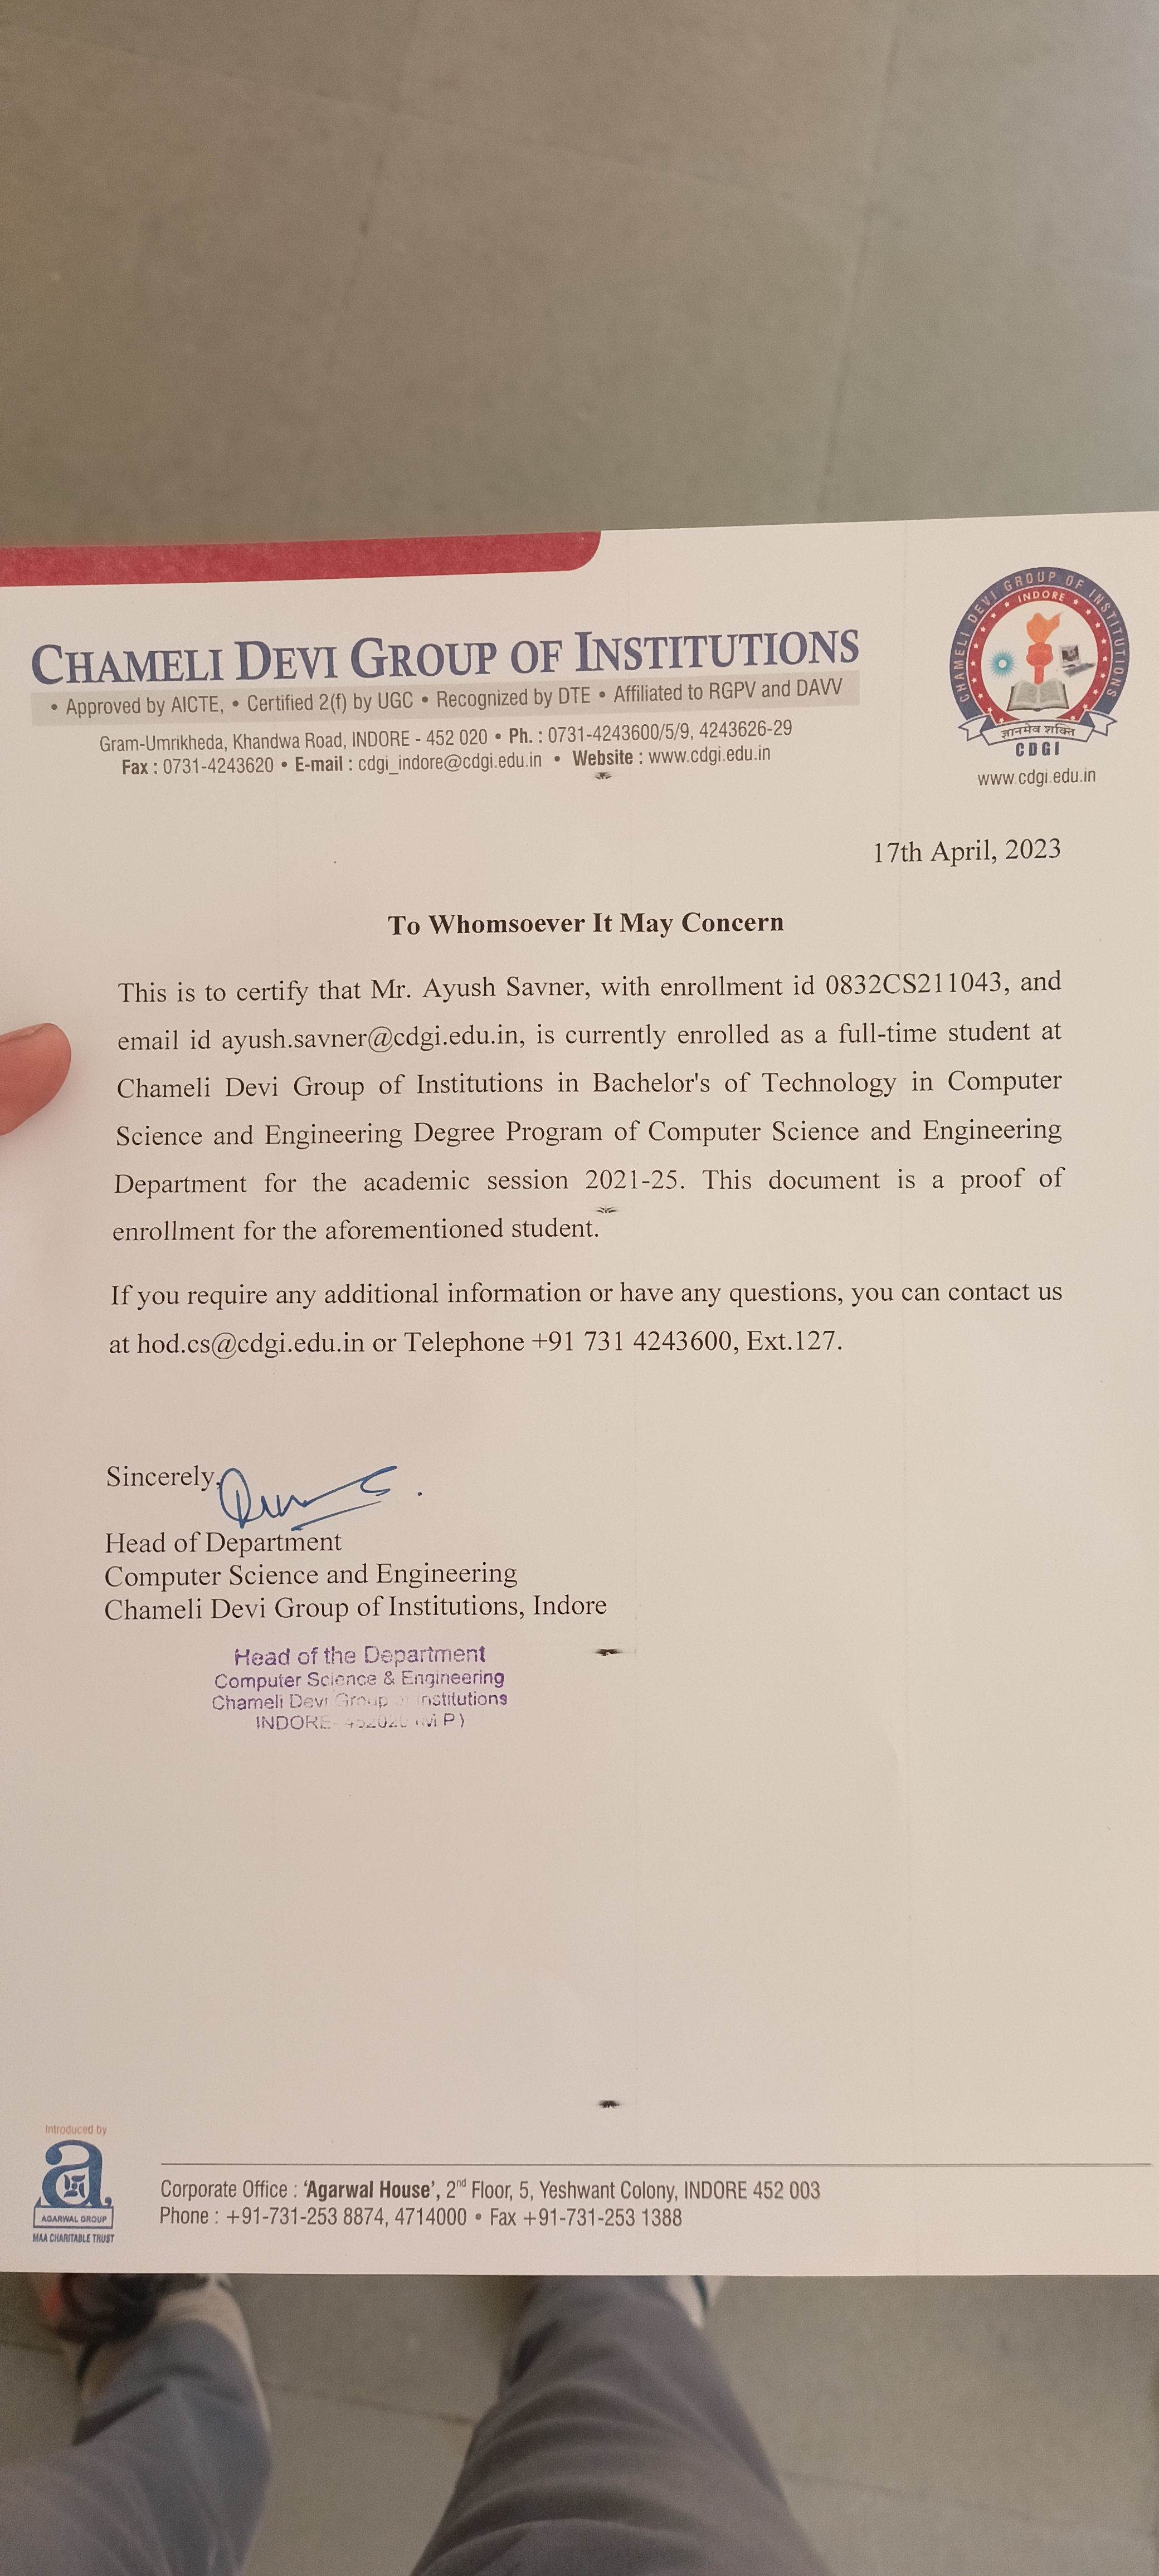 CHAMELI DEVI GROUP OF INSTITUTIONS
• Approved by AICTE, • Certified 2(f) by UGC • Recognized by DTE • Affiliated to RGPV and DAVV
Gram-Umrikheda, Khandwa Road, INDORE - 452 020 • Ph. : 0731-4243600/5/9, 4243626-29
Fax : 0731-4243620 • E-mail : cdgi_indore@cdgi.edu.in • Website : www.cdgi.edu.in
CHAMELI DEVI GROUP OF INSTITUTIONS
INDORE
ज्ञानमेव शक्ति
CDGI
www.cdgi.edu.in
17th April, 2023
To Whomsoever It May Concern
This is to certify that Mr. Ayush Savner, with enrollment id 0832CS211043, and
email id ayush.savner@cdgi.edu.in, is currently enrolled as a full-time student at
Chameli Devi Group of Institutions in Bachelor's of Technology in Computer
Science and Engineering Degree Program of Computer Science and Engineering
Department for the academic session 2021-25. This document is a proof of
enrollment for the aforementioned student.
If you require any additional information or have any questions, you can contact us
at hod.cs@cdgi.edu.in or Telephone +91 731 4243600, Ext.127.
Sincerely,
Head of Department
Computer Science and Engineering
Chameli Devi Group of Institutions, Indore
Head of the Department
Computer Science & Engineering
Chameli Devi Group of Institutions
INDORE- 452020 (M P)
Introduced by
a
AGARWAL GROUP
MAA CHARITABLE TRUST
Corporate Office : 'Agarwal House', 2nd Floor, 5, Yeshwant Colony, INDORE 452 003
Phone : +91-731-253 8874, 4714000 • Fax +91-731-253 1388